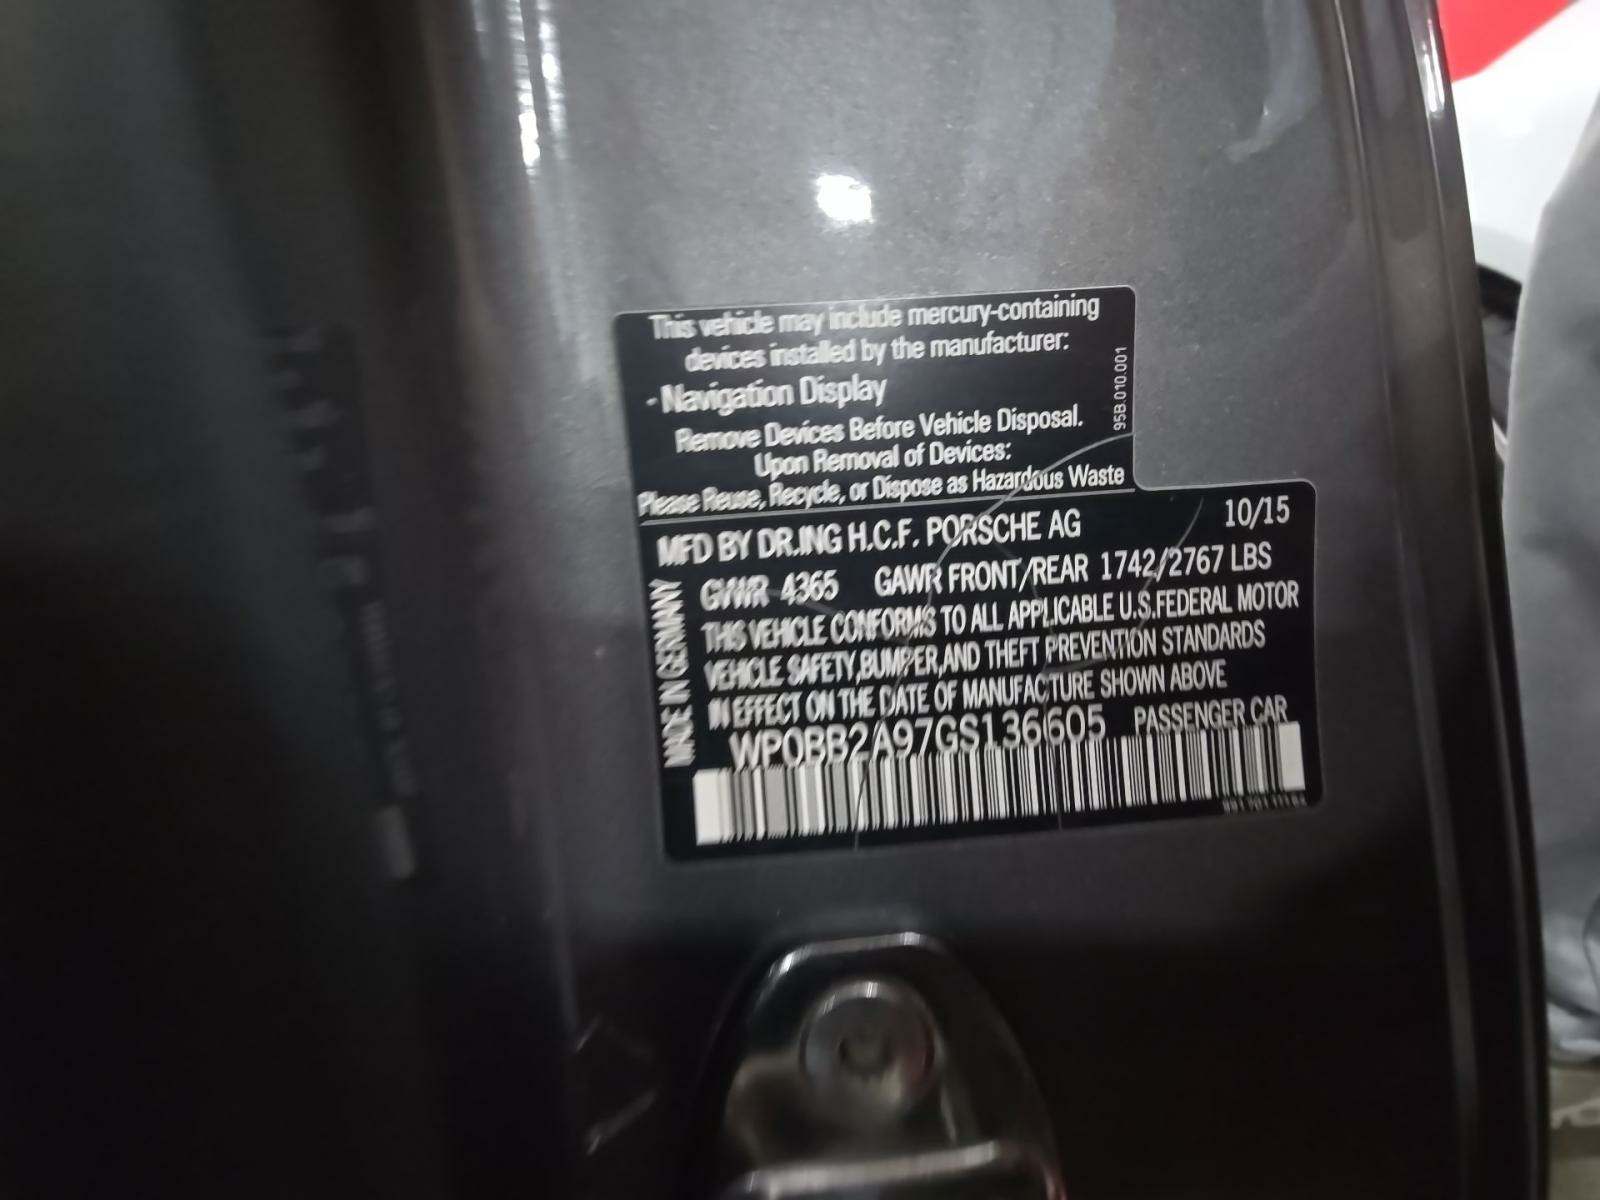 This vehicle may include mercury-containing
devices installed by the manufacturer:
- Navigation Display
Remove Devices Before Vehicle Disposal.
Upon Removal of Devices:
Please Reuse, Recycle, or Dispose as Hazardous Waste
95B.010.001
MFD BY DR.ING H.C.F. PORSCHE AG 10/15
GVWR 4365 GAWR FRONT/REAR 1742/2767 LBS
THIS VEHICLE CONFORMS TO ALL APPLICABLE U.S.FEDERAL MOTOR
VEHICLE SAFETY,BUMPER,AND THEFT PREVENTION STANDARDS
IN EFFECT ON THE DATE OF MANUFACTURE SHOWN ABOVE
WP0BB2A97GS136605 PASSENGER CAR
MADE IN GERMANY